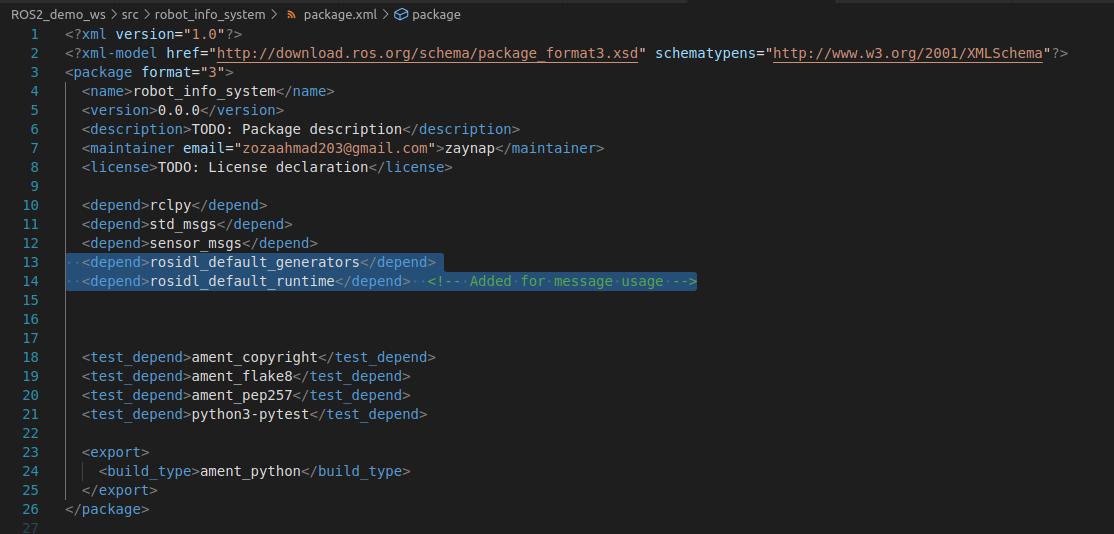 ROS2_demo_ws > src > robot_info_system > package.xml > package
1 <?xml version="1.0"?>
2 <?xml-model href="http://download.ros.org/schema/package_format3.xsd" schematypens="http://www.w3.org/2001/XMLSchema"?>
3 <package format="3">
4 <name>robot_info_system</name>
5 <version>0.0.0</version>
6 <description>TODO: Package description</description>
7 <maintainer email="zozaahmad203@gmail.com">zaynap</maintainer>
8 <license>TODO: License declaration</license>
9
10 <depend>rclpy</depend>
11 <depend>std_msgs</depend>
12 <depend>sensor_msgs</depend>
13 <depend>rosidl_default_generators</depend>
14 <depend>rosidl_default_runtime</depend> <!-- Added for message usage -->
15
16
17
18 <test_depend>ament_copyright</test_depend>
19 <test_depend>ament_flake8</test_depend>
20 <test_depend>ament_pep257</test_depend>
21 <test_depend>python3-pytest</test_depend>
22
23 <export>
24 <build_type>ament_python</build_type>
25 </export>
26 </package>
27